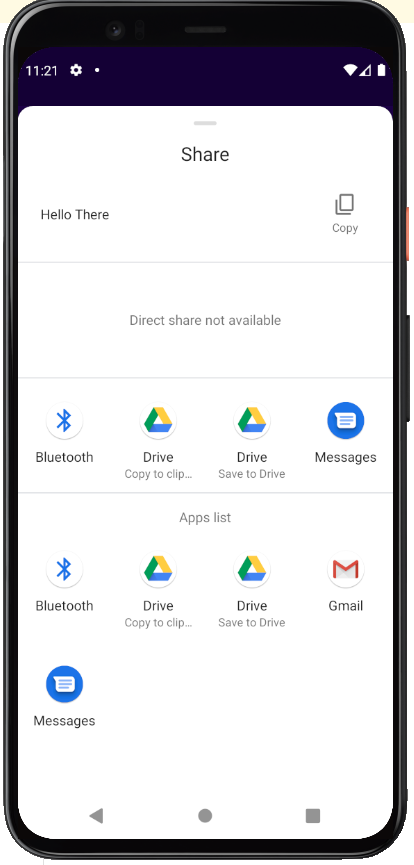 11:21
Share
Hello There
Copy
Direct share not available
Bluetooth Drive Drive Messages
Copy to clip... Save to Drive
Apps list
Bluetooth Drive Drive Gmail
Copy to clip... Save to Drive
Messages